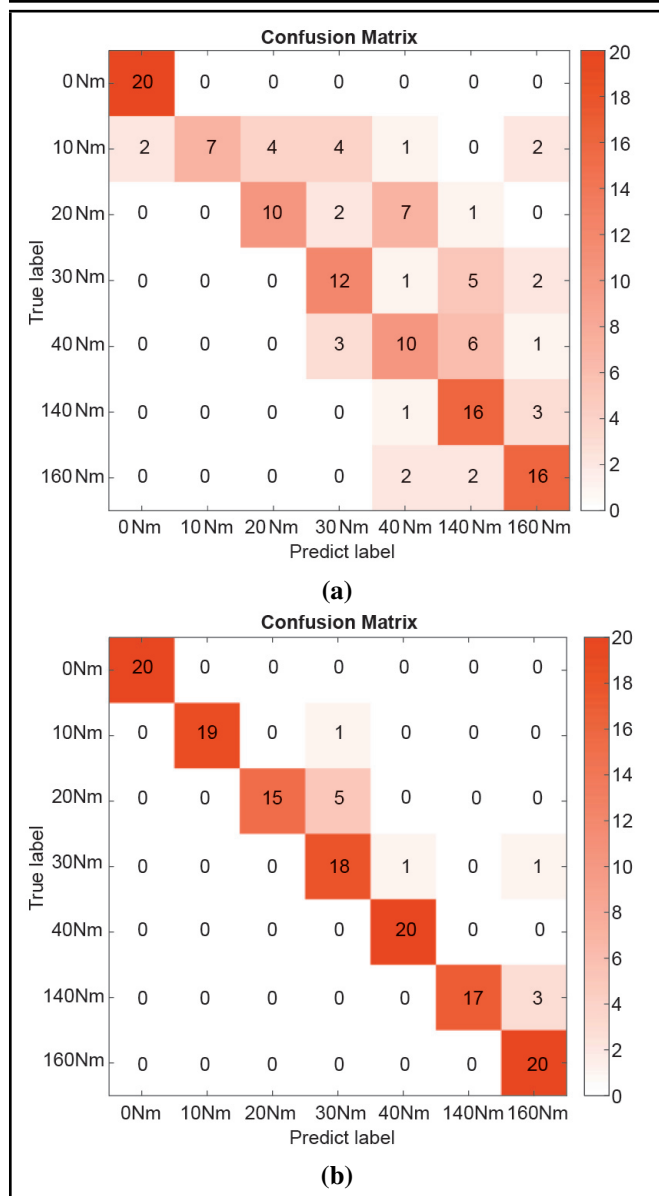 Confusion Matrix
0 Nm 20 0 0 0 0 0 0
10 Nm 2 7 4 4 1 0 2
20 Nm 0 0 10 2 7 1 0
30 Nm 0 0 0 12 1 5 2
40 Nm 0 0 0 3 10 6 1
140 Nm 0 0 0 0 1 16 3
160 Nm 0 0 0 0 2 2 16
0 Nm 10 Nm 20 Nm 30 Nm 40 Nm 140 Nm 160 Nm
Predict label
True label
20
18
16
14
12
10
8
6
4
2
0
(a)
Confusion Matrix
0Nm 20 0 0 0 0 0 0
10Nm 0 19 0 1 0 0 0
20Nm 0 0 15 5 0 0 0
30Nm 0 0 0 18 1 0 1
40Nm 0 0 0 0 20 0 0
140Nm 0 0 0 0 0 17 3
160Nm 0 0 0 0 0 0 20
0Nm 10Nm 20Nm 30Nm 40Nm 140Nm 160Nm
Predict label
True label
20
18
16
14
12
10
8
6
4
2
0
(b)